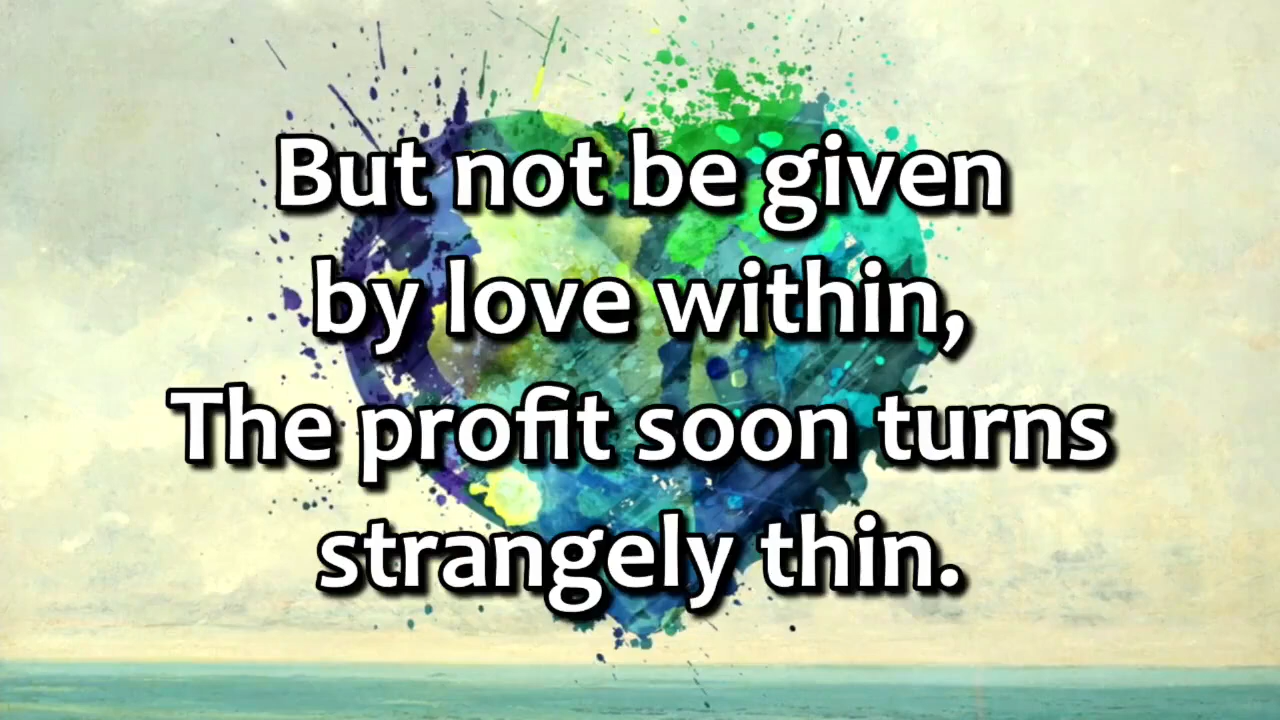 But not be given
by love within,
The profit soon turns
strangely thin.